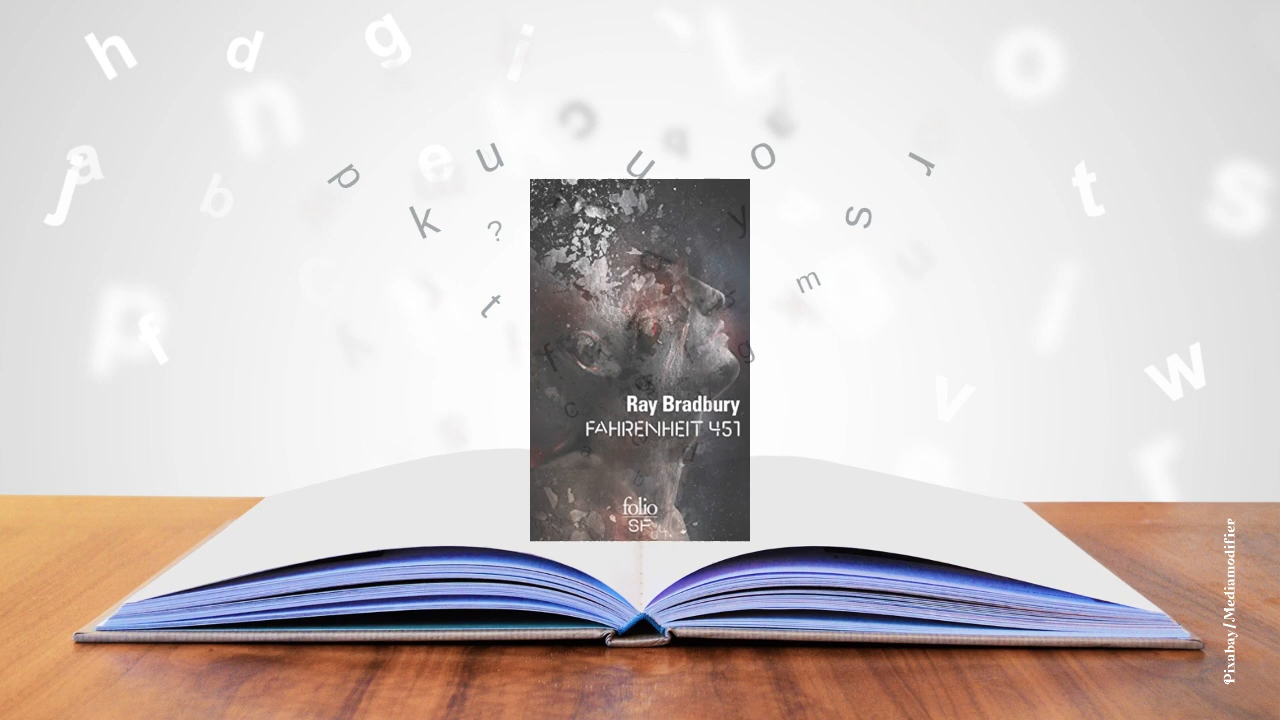 Ray Bradbury
FAHRENHEIT 451
folio
SF
Pixabay/Mediamodifier